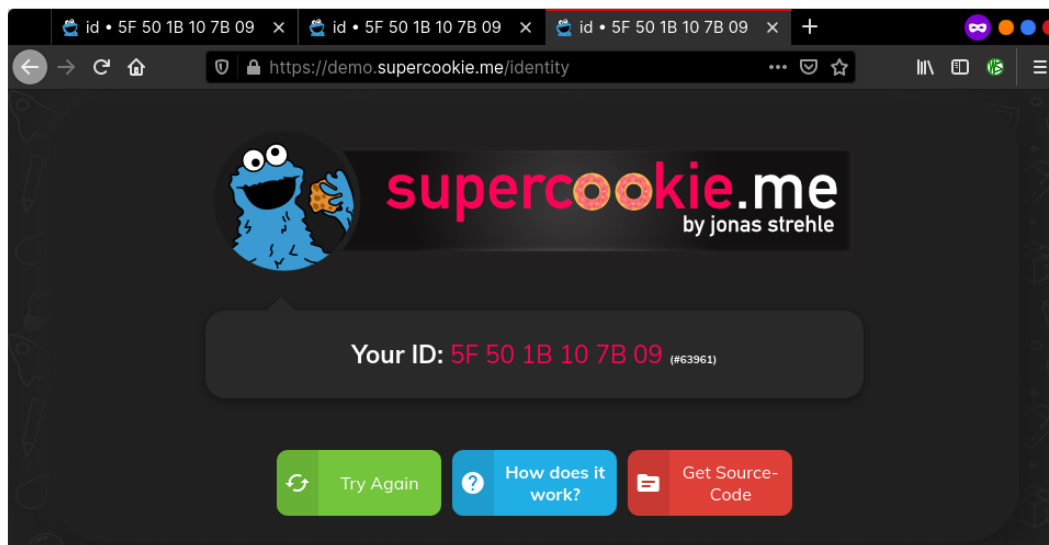 id • 5F 50 1B 10 7B 09 id • 5F 50 1B 10 7B 09 id • 5F 50 1B 10 7B 09
https://demo.supercookie.me/identity
supercookie.me
by jonas strehle
Your ID: 5F 50 1B 10 7B 09 (#63961)
Try Again
How does it
work?
Get Source-
Code